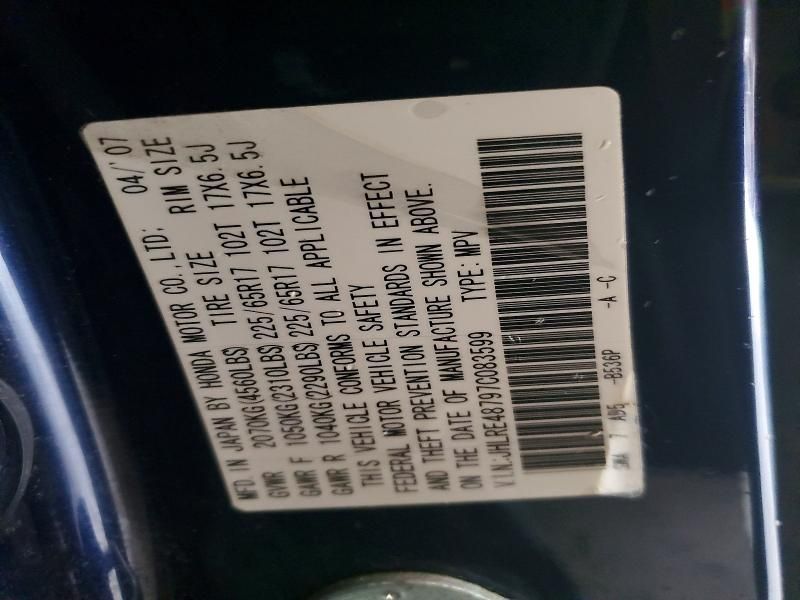 MFD. IN JAPAN BY HONDA MOTOR CO., LTD; 04/'07
GVWR 2070KG(4560LBS) TIRE SIZE RIM SIZE
GAWR F 1050KG(2310LBS) 225/65R17 102T 17X6.5J
GAWR R 1040KG(2290LBS) 225/65R17 102T 17X6.5J
THIS VEHICLE CONFORMS TO ALL APPLICABLE
FEDERAL MOTOR VEHICLE SAFETY
AND THEFT PREVENTION STANDARDS IN EFFECT
ON THE DATE OF MANUFACTURE SHOWN ABOVE.
V.I.N:JHLRE48797C083599 TYPE:MPV
SWA 7 AD5 -B536P -A -C